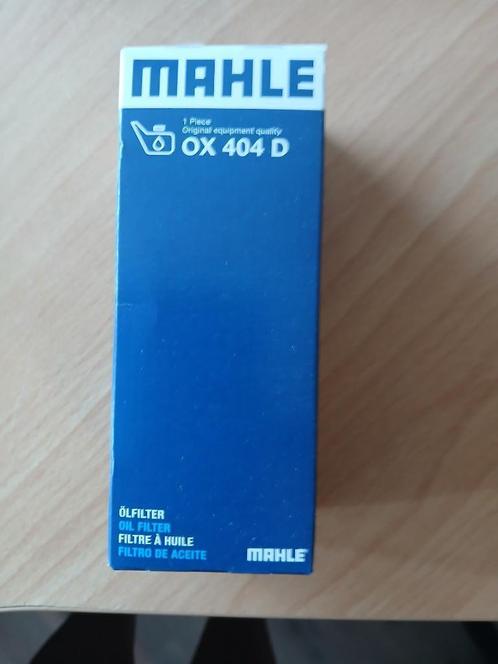 MAHLE
1 Piece
Original equipment quality
OX 404 D
ÖLFILTER
OIL FILTER
FILTRE À HUILE
FILTRO DE ACEITE
MAHLE